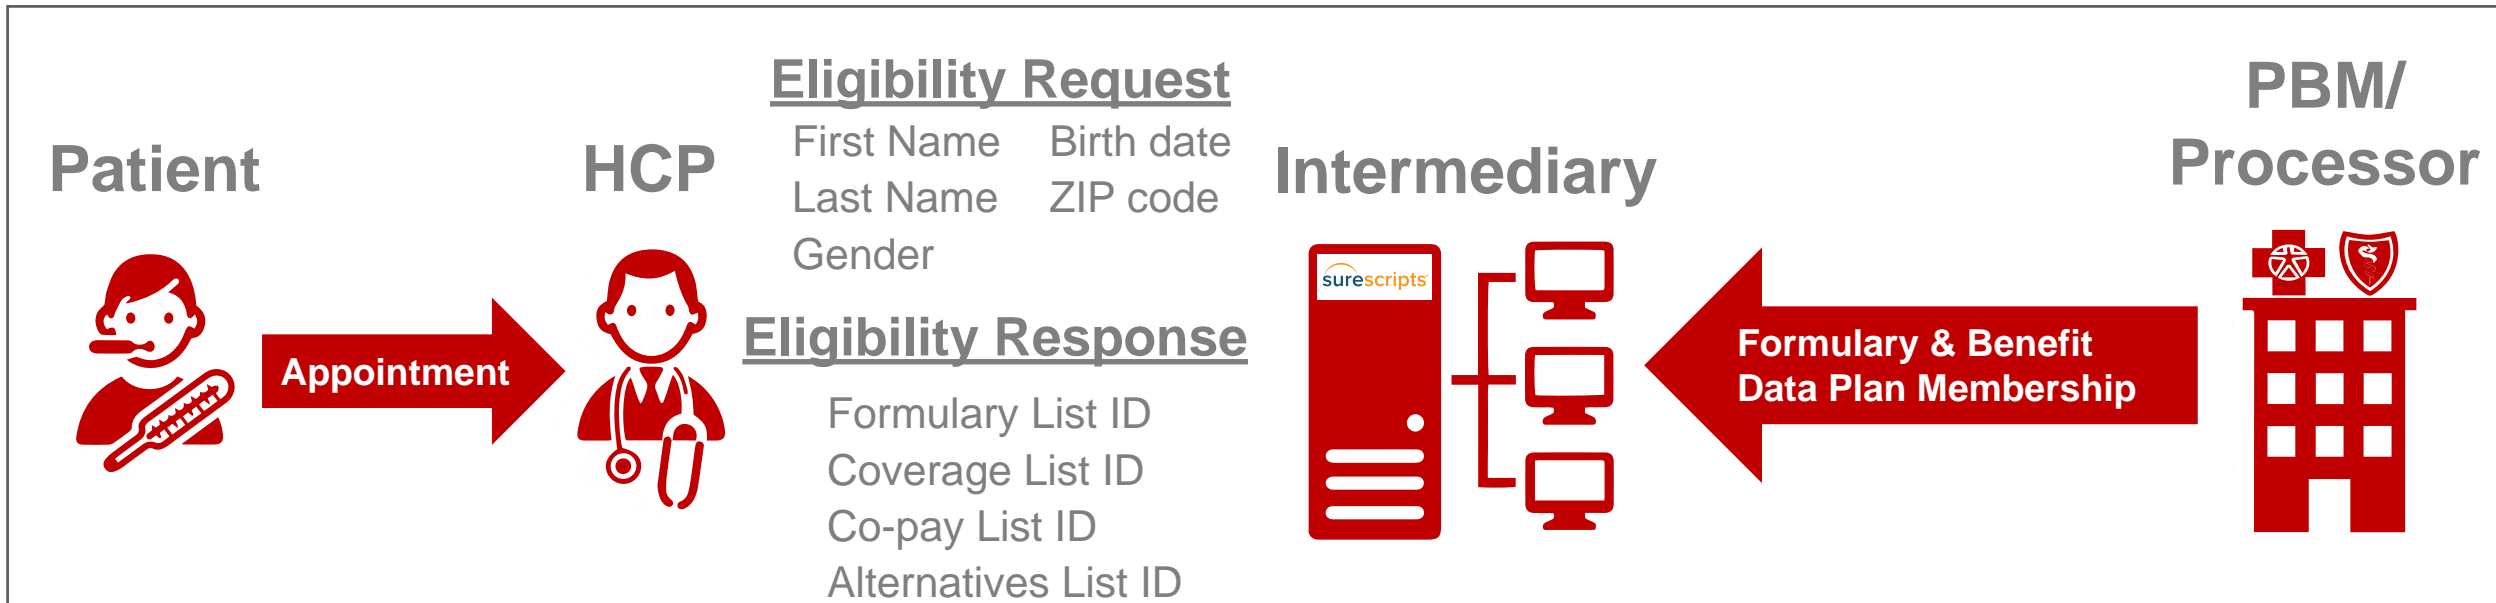 Patient
Appointment
HCP
Eligibility Request
First Name Birth date
Last Name ZIP code
Gender
Eligibility Response
Formulary List ID
Coverage List ID
Co-pay List ID
Alternatives List ID
Intermediary
surescripts
Formulary & Benefit
Data Plan Membership
PBM/
Processor